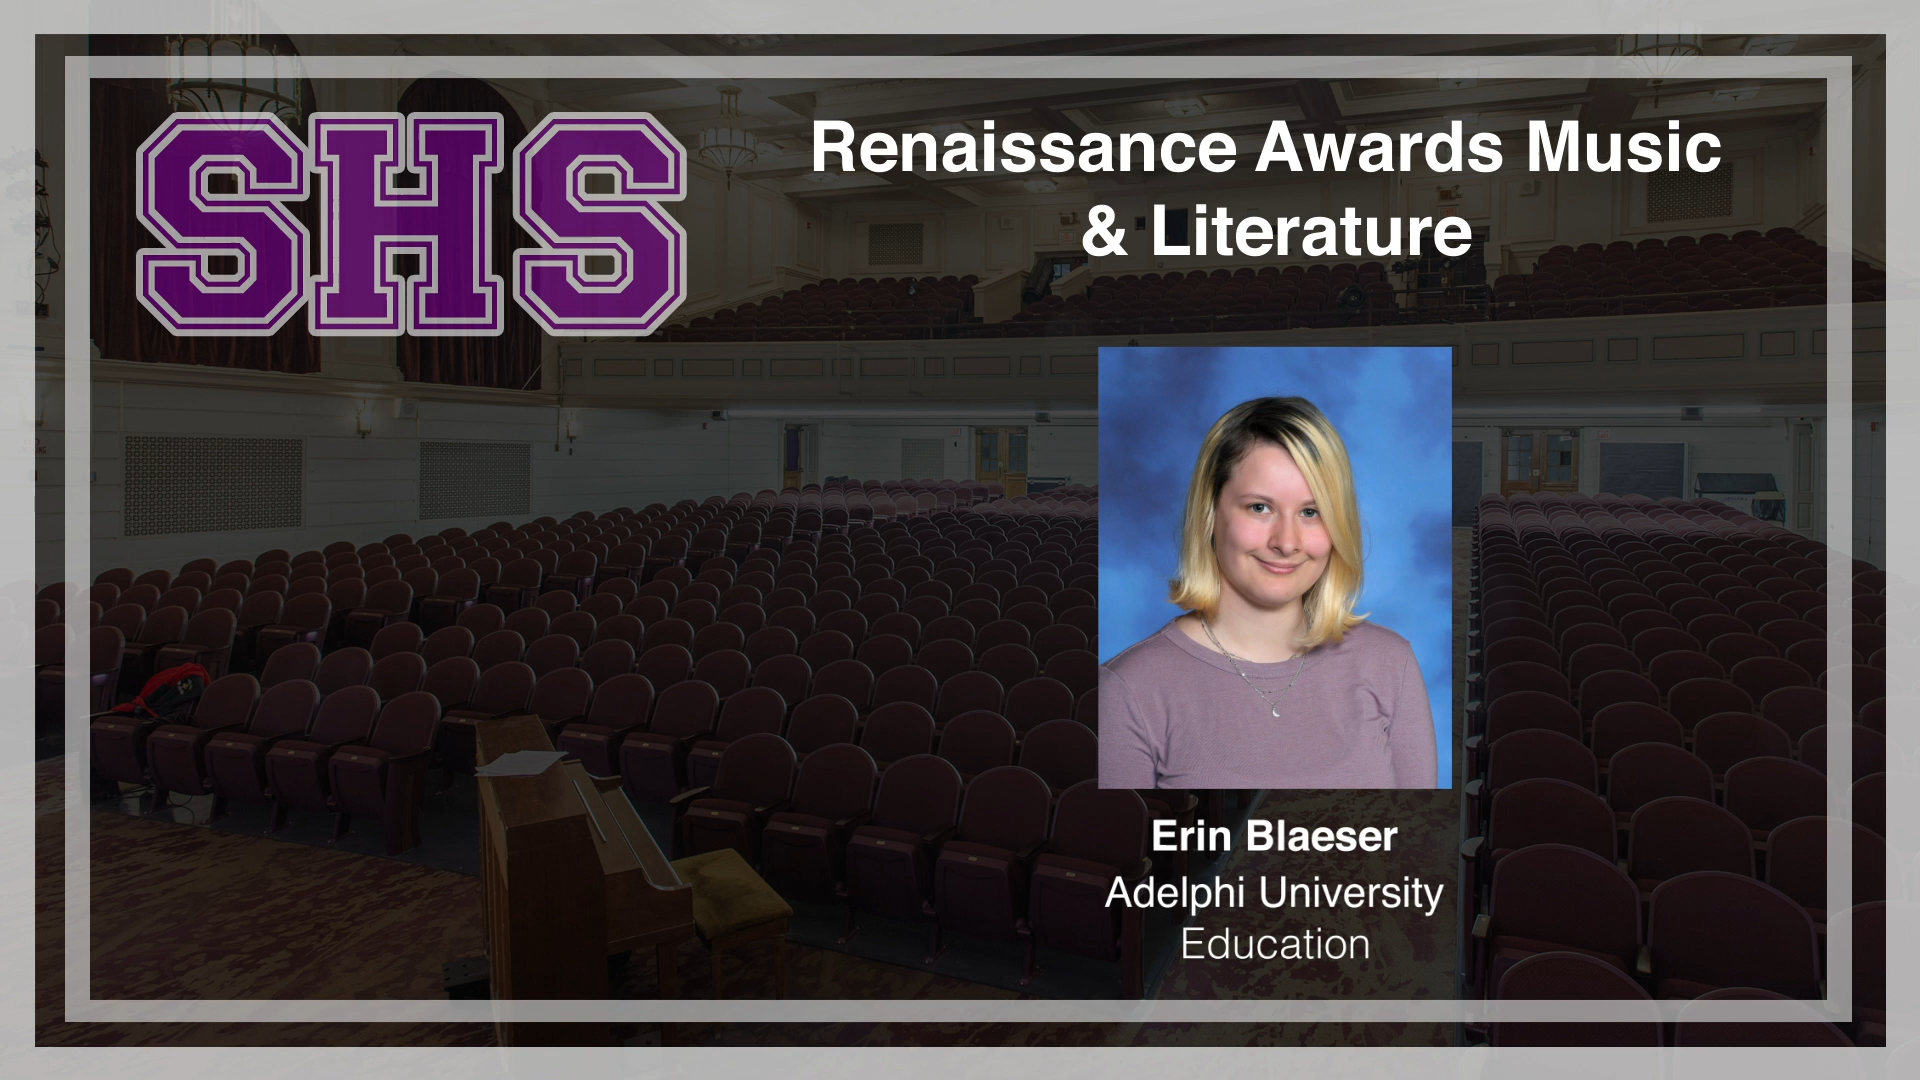 SHS
Renaissance Awards Music
& Literature
Erin Blaeser
Adelphi University
Education